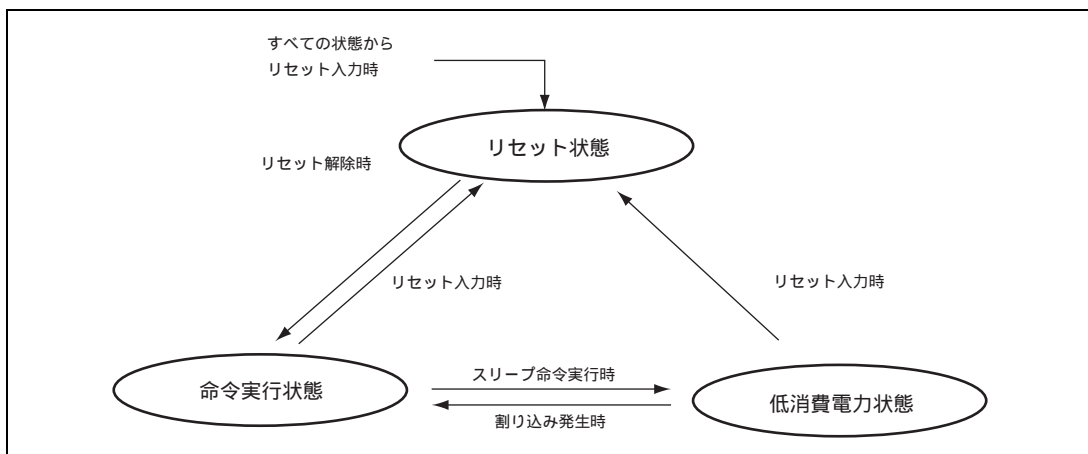 すべての状態から
リセット入力時
リセット状態
リセット解除時
リセット入力時
リセット入力時
命令実行状態
スリープ命令実行時
低消費電力状態
割り込み発生時